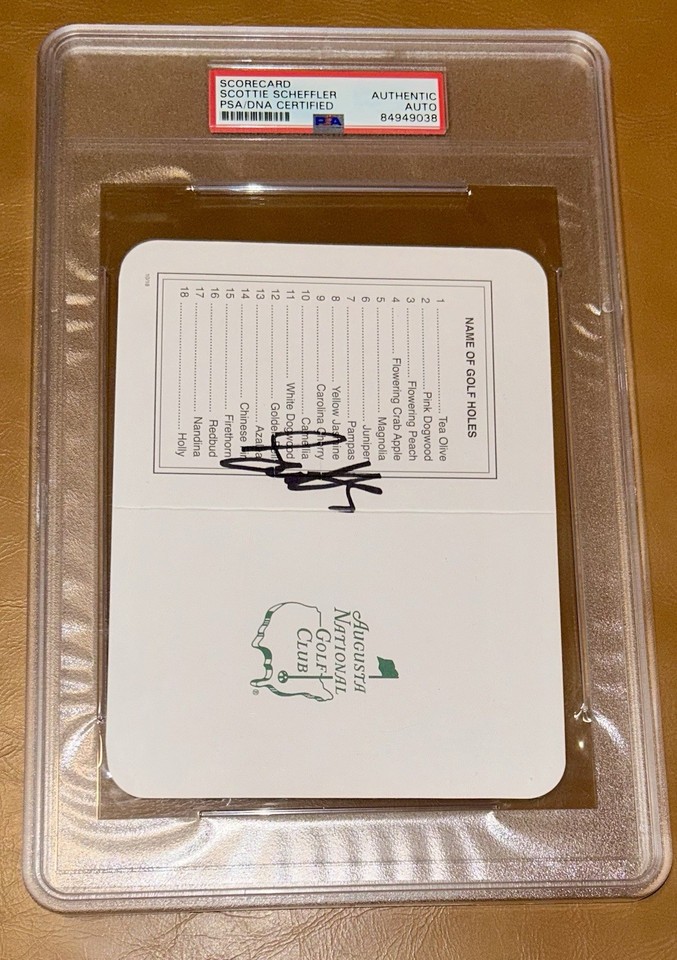 SCORECARD
SCOTTIE SCHEFFLER
PSA/DNA CERTIFIED
AUTHENTIC
AUTO
84949038
PSA
NAME OF GOLF HOLES
1 Tea Olive
2 Pink Dogwood
3 Flowering Peach
4 Flowering Crab Apple
5 Magnolia
6 Juniper
7 Pampas
8 Yellow Jasmine
9 Carolina Cherry
10 Camellia
11 White Dogwood
12 Golden
13 Azalea
14 Chinese
15 Firethorn
16 Redbud
17 Nandina
18 Holly
10/18
AUGUSTA
NATIONAL
GOLF
CLUB
®